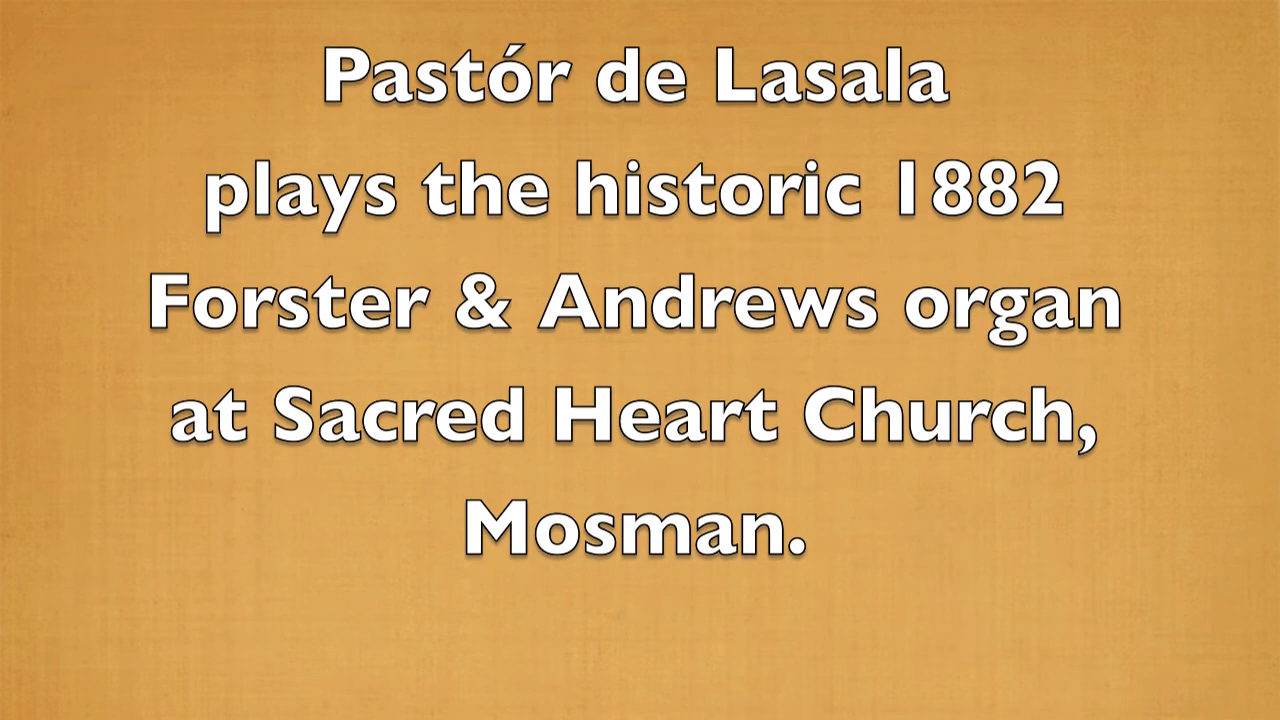 Pastór de Lasala
plays the historic 1882
Forster & Andrews organ
at Sacred Heart Church,
Mosman.